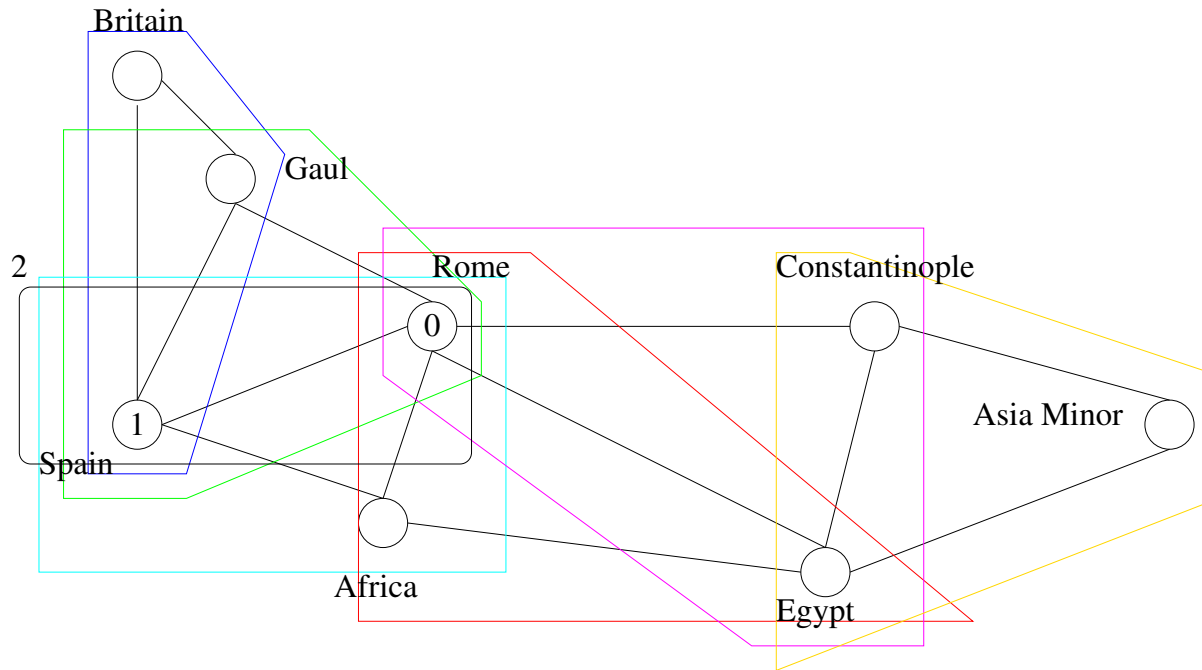 Britain
Gaul
2
Rome
Constantinople
0
1
Asia Minor
Spain
Africa
Egypt